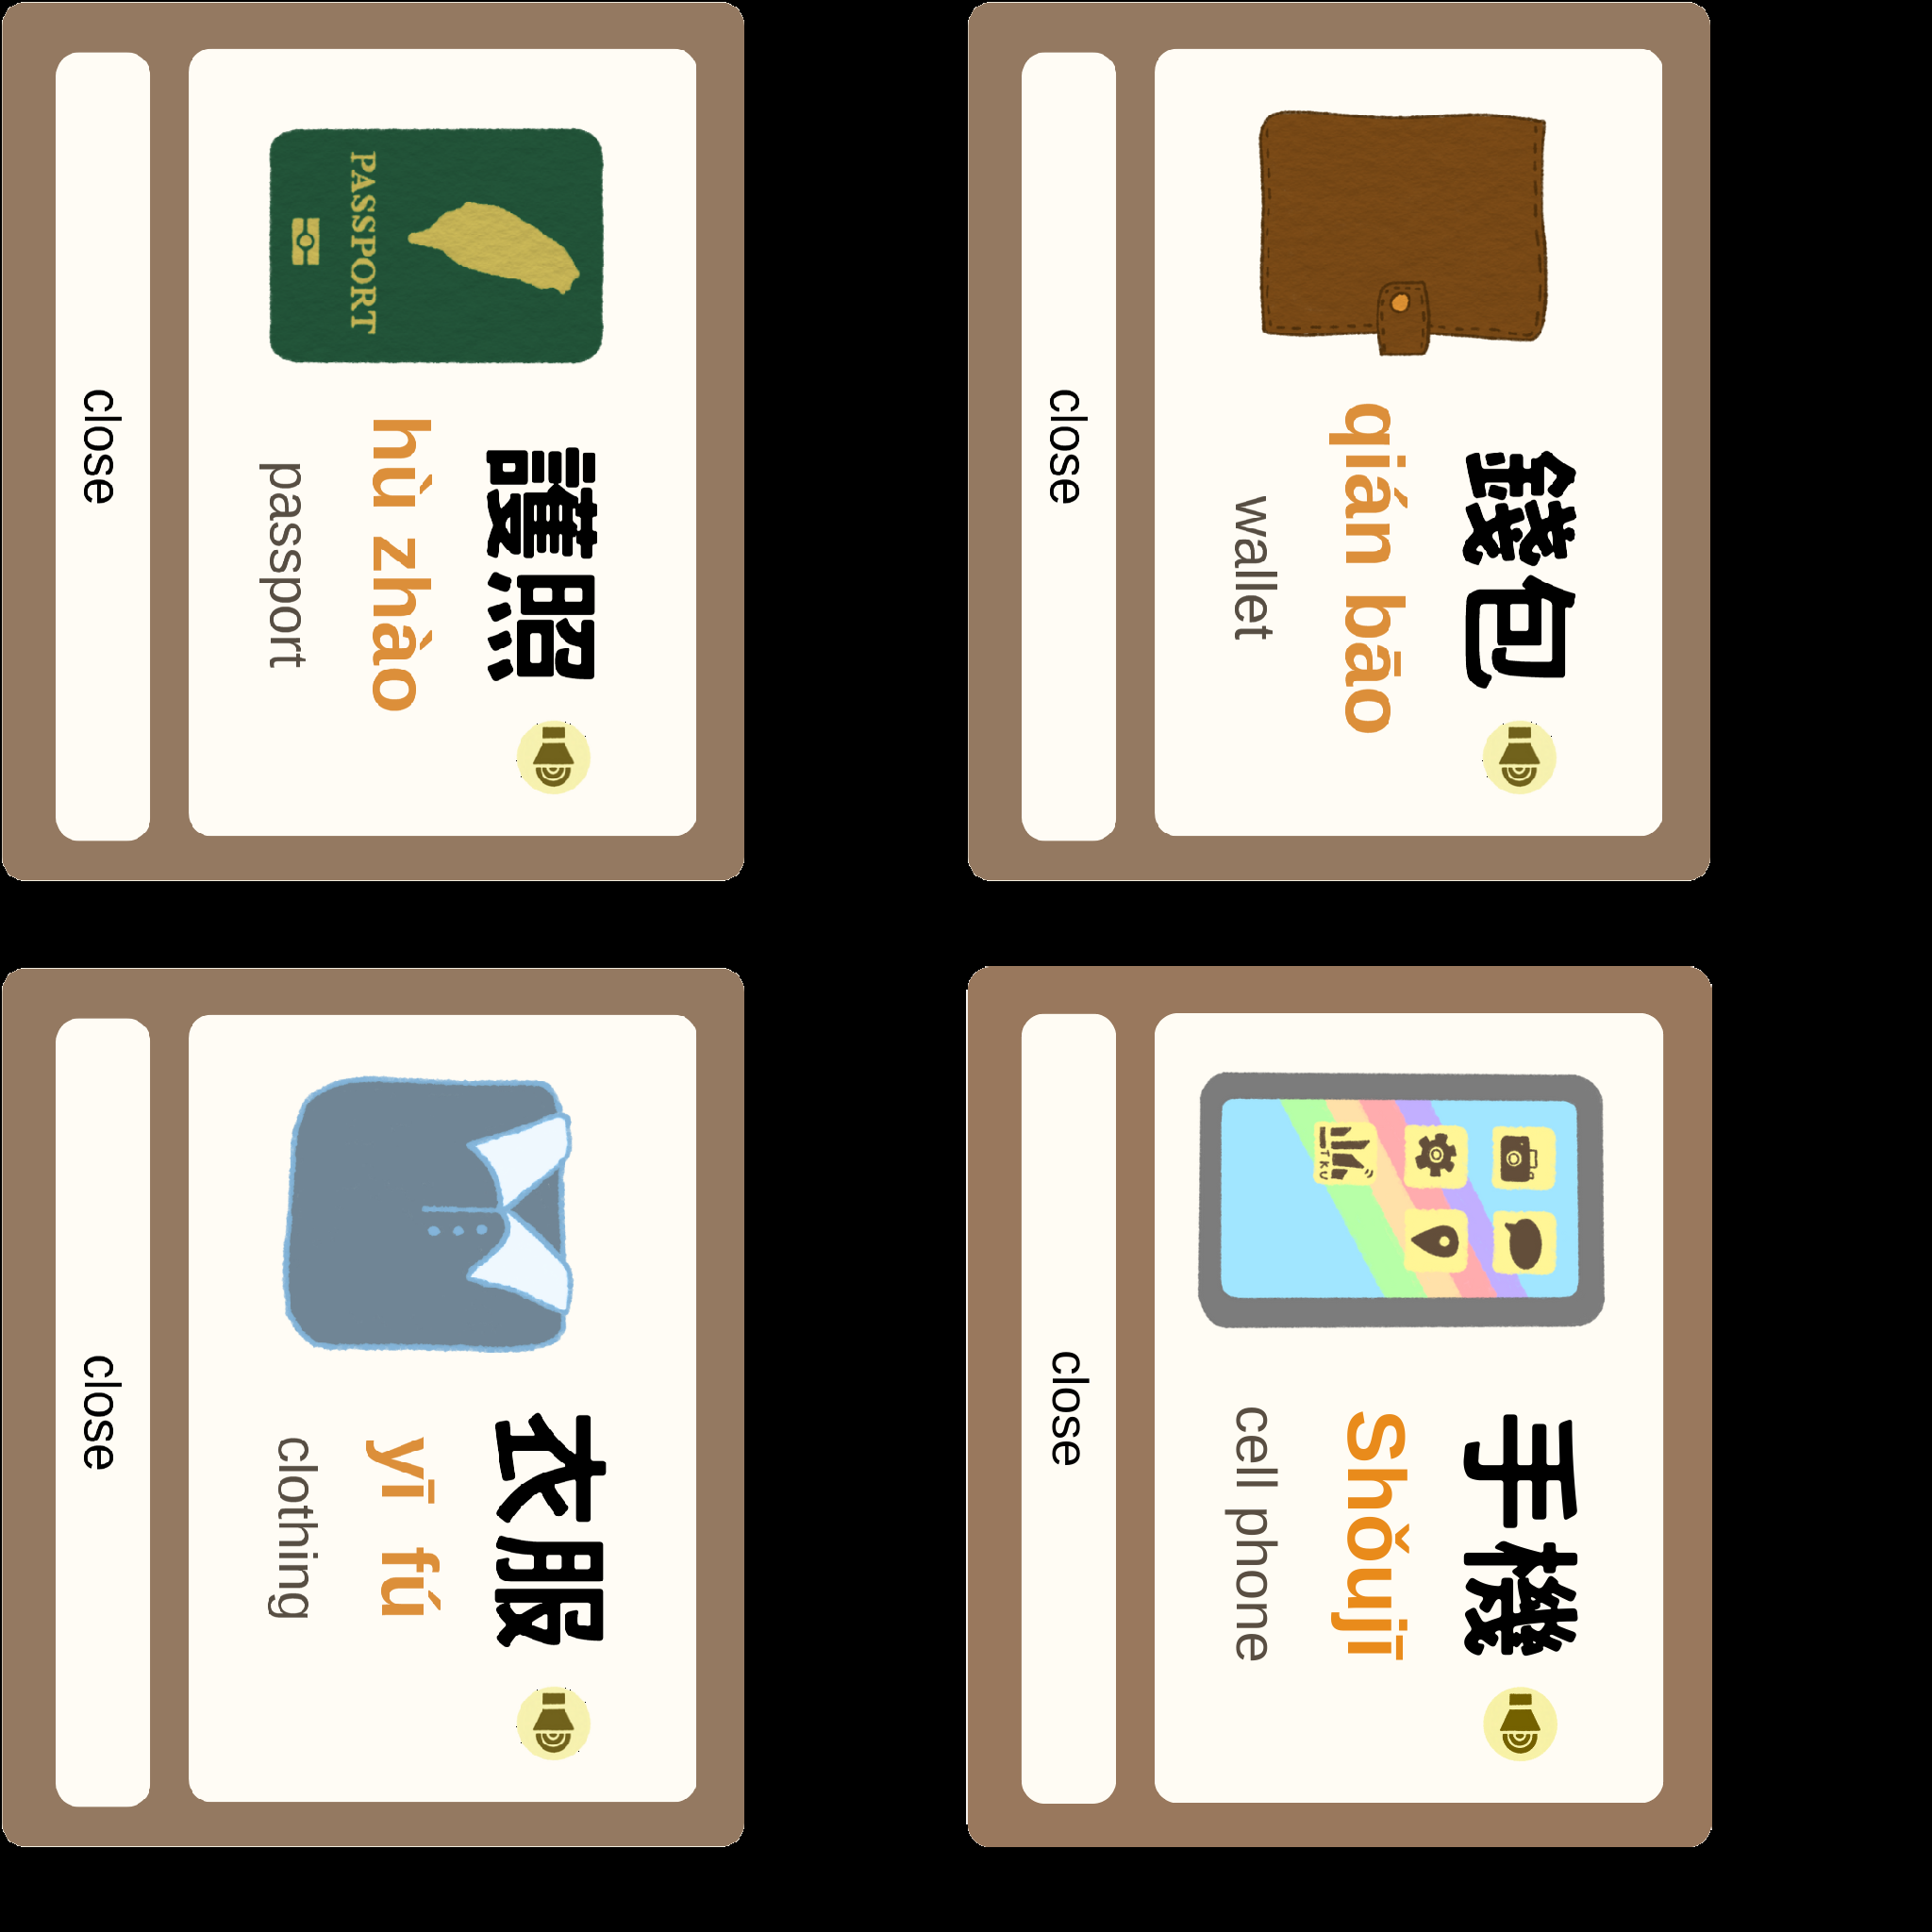 PASSPORT
護照
hù zhào
passport
close
錢包
qián bāo
wallet
close
衣服
yī fú
clothing
close
TKU
手機
Shǒujī
cell phone
close